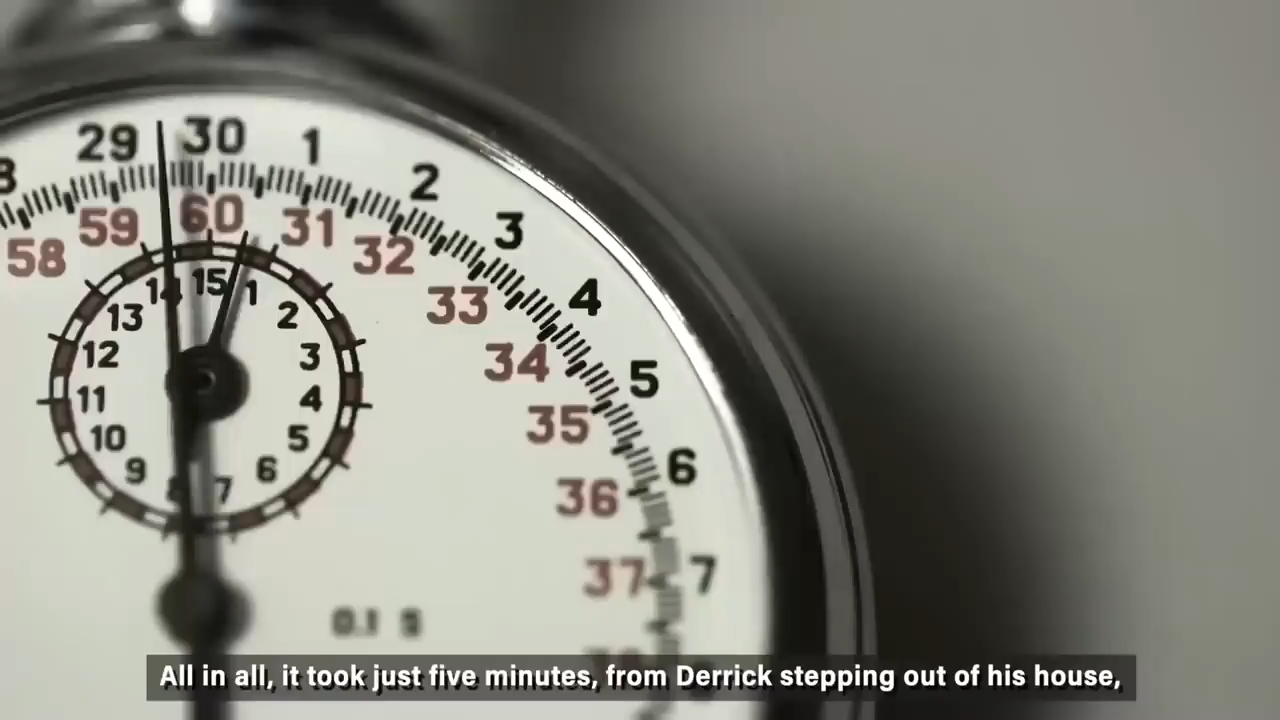 29 30 1 2 3 4 5 6 7
58 59 60 31 32 33 34 35 36 37
15 1 2 3 4 5 6 7 9 10 11 12 13 14
0.1 S
All in all, it took just five minutes, from Derrick stepping out of his house,